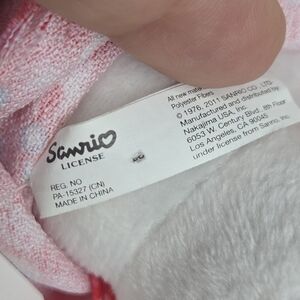 Sanrio
LICENSE
REG. NO
PA-15327 (CN)
MADE IN CHINA
All new
Polyester Fibers
© 1976, 2011 SANRIO CO., LTD.
Manufactured and distributed by
Nakajima USA, Inc.
6053 W. Century Blvd., 8th Floor
Los Angeles, CA 90045
under license from Sanrio, Inc.